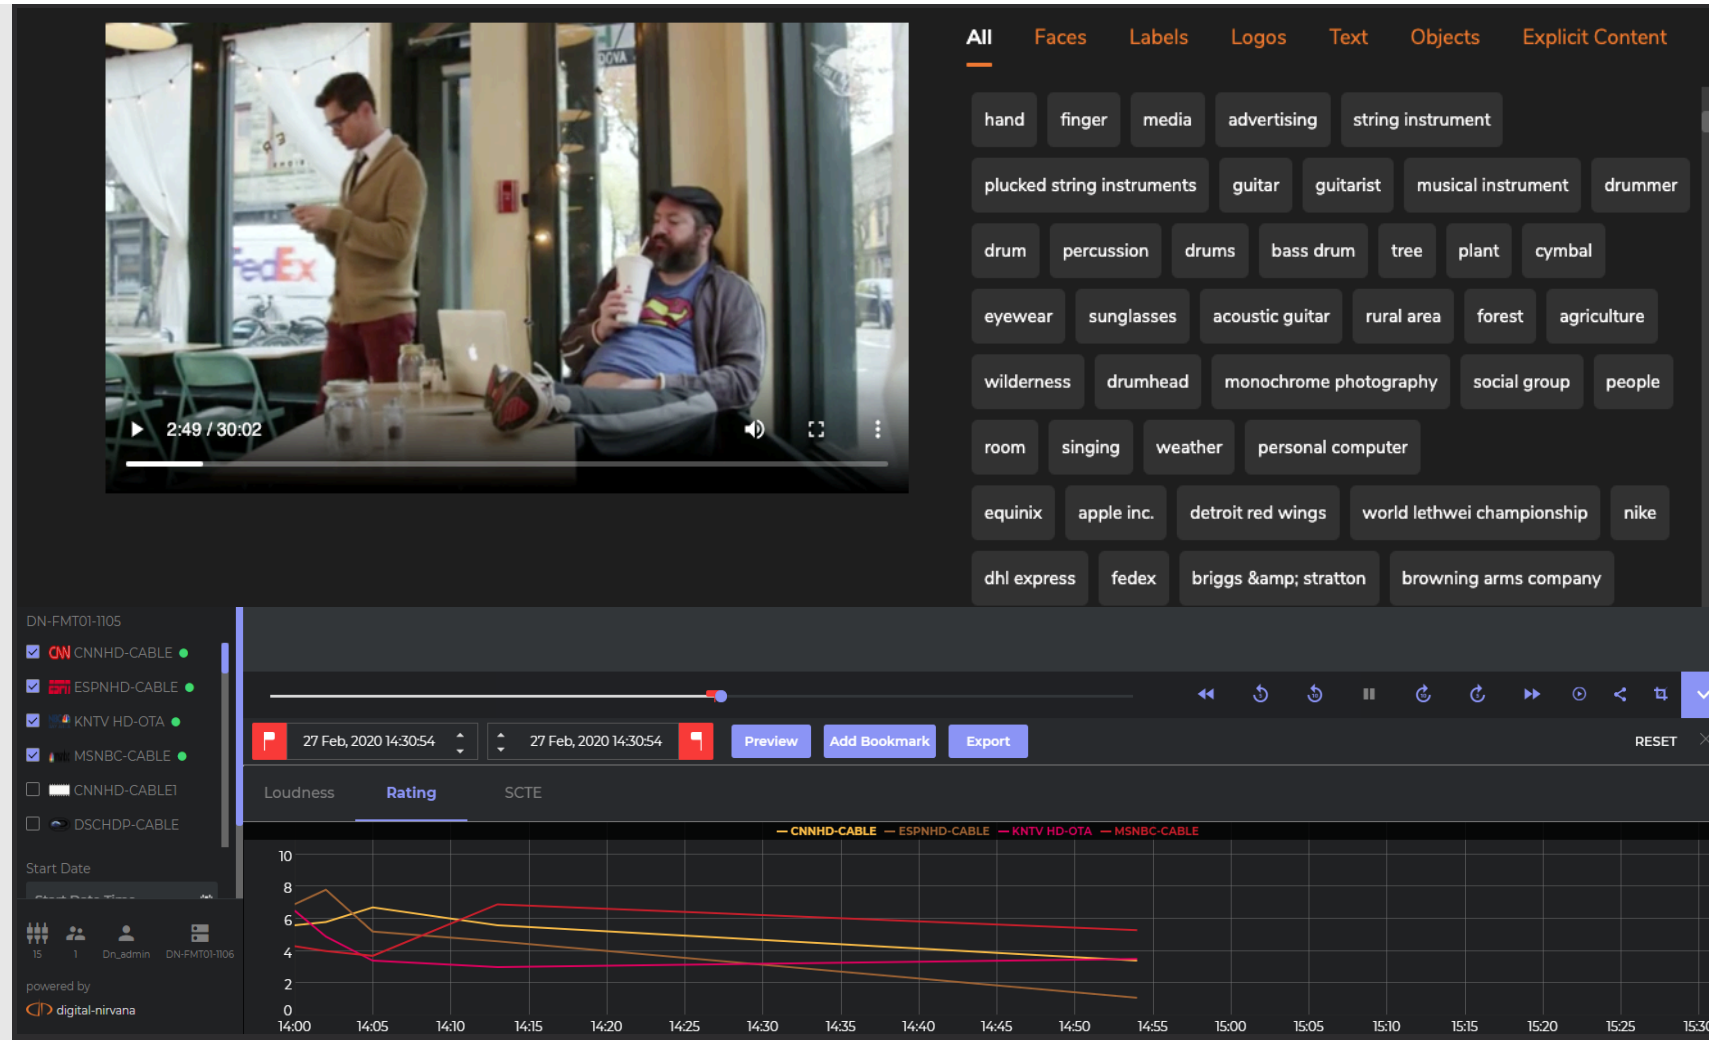 All Faces Labels Logos Text Objects Explicit Content
hand finger media advertising string instrument
plucked string instruments guitar guitarist musical instrument drummer
drum percussion drums bass drum tree plant cymbal
eyewear sunglasses acoustic guitar rural area forest agriculture
wilderness drumhead monochrome photography social group people
room singing weather personal computer
equinix apple inc. detroit red wings world lethwei championship nike
dhl express fedex briggs &amp; stratton browning arms company
DOVA
FedEx
2:49 / 30:02
DN-FMT01-1105
CNN CNNHD-CABLE
ESPNHD-CABLE
KNTV HD-OTA
MSNBC-CABLE
CNNHD-CABLE1
DSCHDP-CABLE
Start Date
Start Date Time
15 1 Dn_admin DN-FMT01-1106
powered by
digital-nirvana
27 Feb, 2020 14:30:54 27 Feb, 2020 14:30:54 Preview Add Bookmark Export RESET
Loudness Rating SCTE
CNNHD-CABLE ESPNHD-CABLE KNTV HD-OTA MSNBC-CABLE
10
8
6
4
2
0
14:00 14:05 14:10 14:15 14:20 14:25 14:30 14:35 14:40 14:45 14:50 14:55 15:00 15:05 15:10 15:15 15:20 15:25 15:30